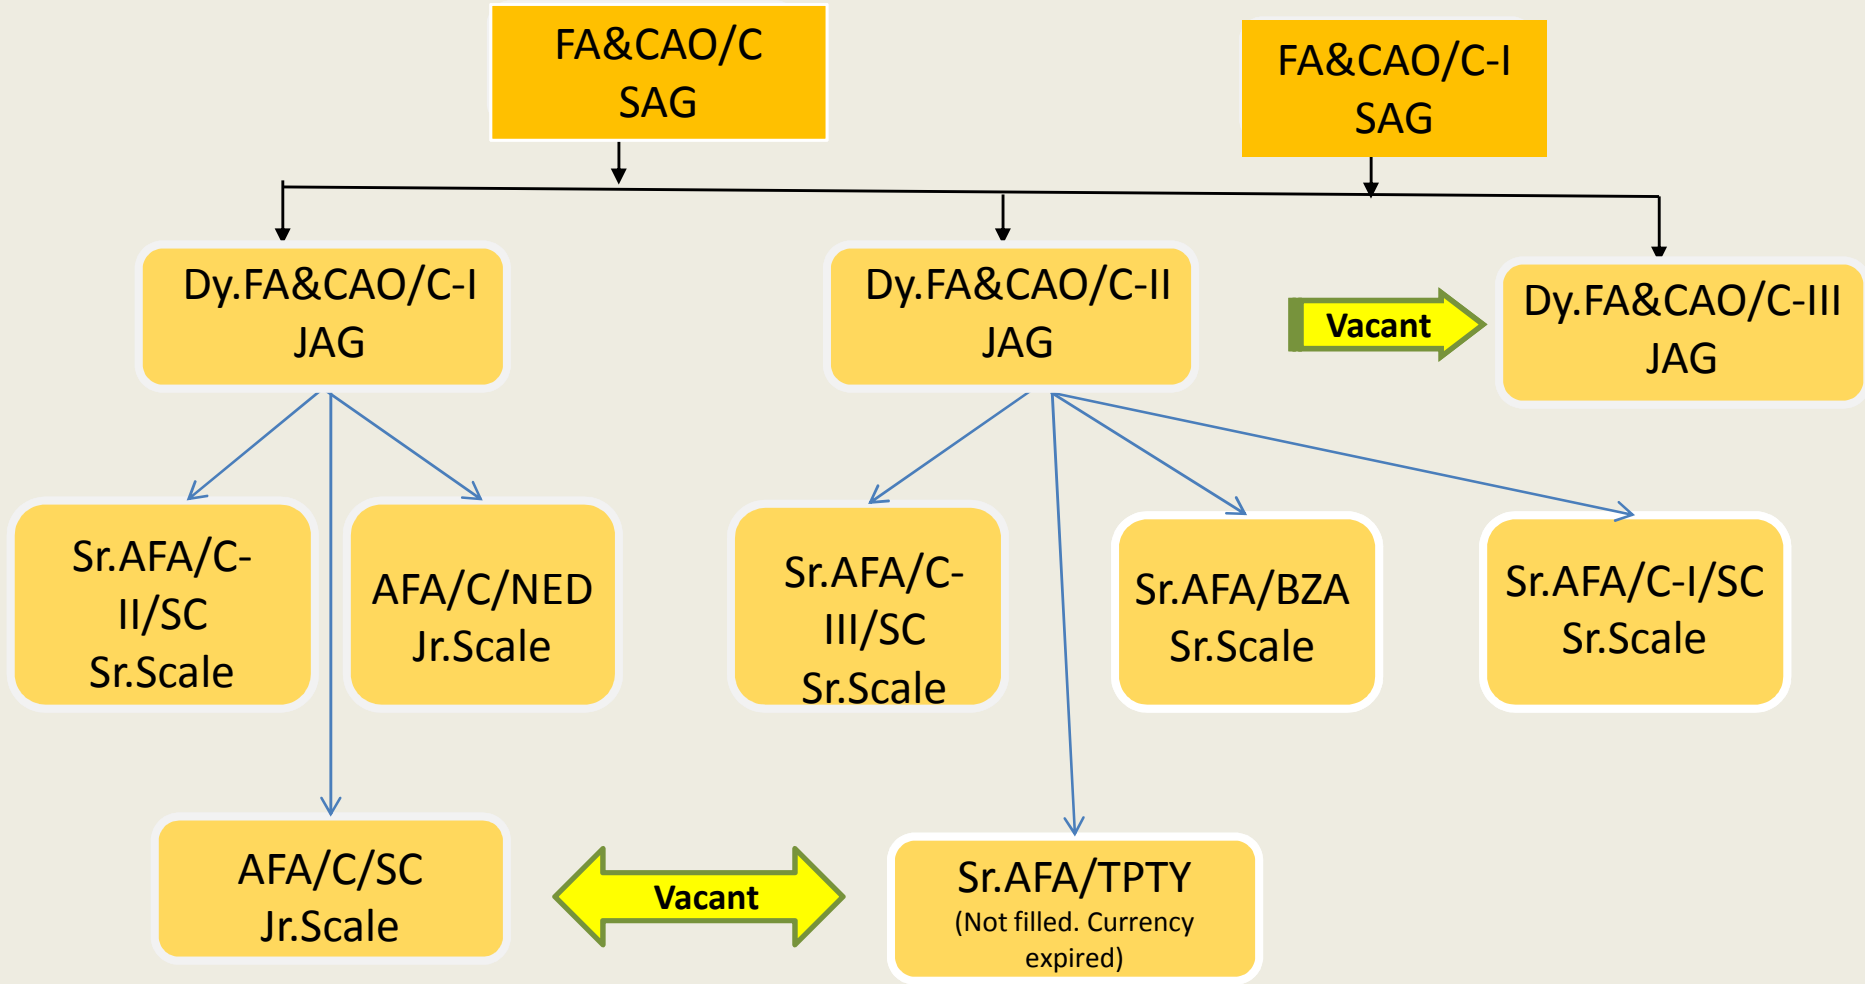 FA&CAO/C
SAG
FA&CAO/C-I
SAG
Dy.FA&CAO/C-I
JAG
Dy.FA&CAO/C-II
JAG
Vacant
Dy.FA&CAO/C-III
JAG
Sr.AFA/C-
II/SC
Sr.Scale
AFA/C/NED
Jr.Scale
Sr.AFA/C-
III/SC
Sr.Scale
Sr.AFA/BZA
Sr.Scale
Sr.AFA/C-I/SC
Sr.Scale
AFA/C/SC
Jr.Scale
Vacant
Sr.AFA/TPTY
(Not filled. Currency
expired)